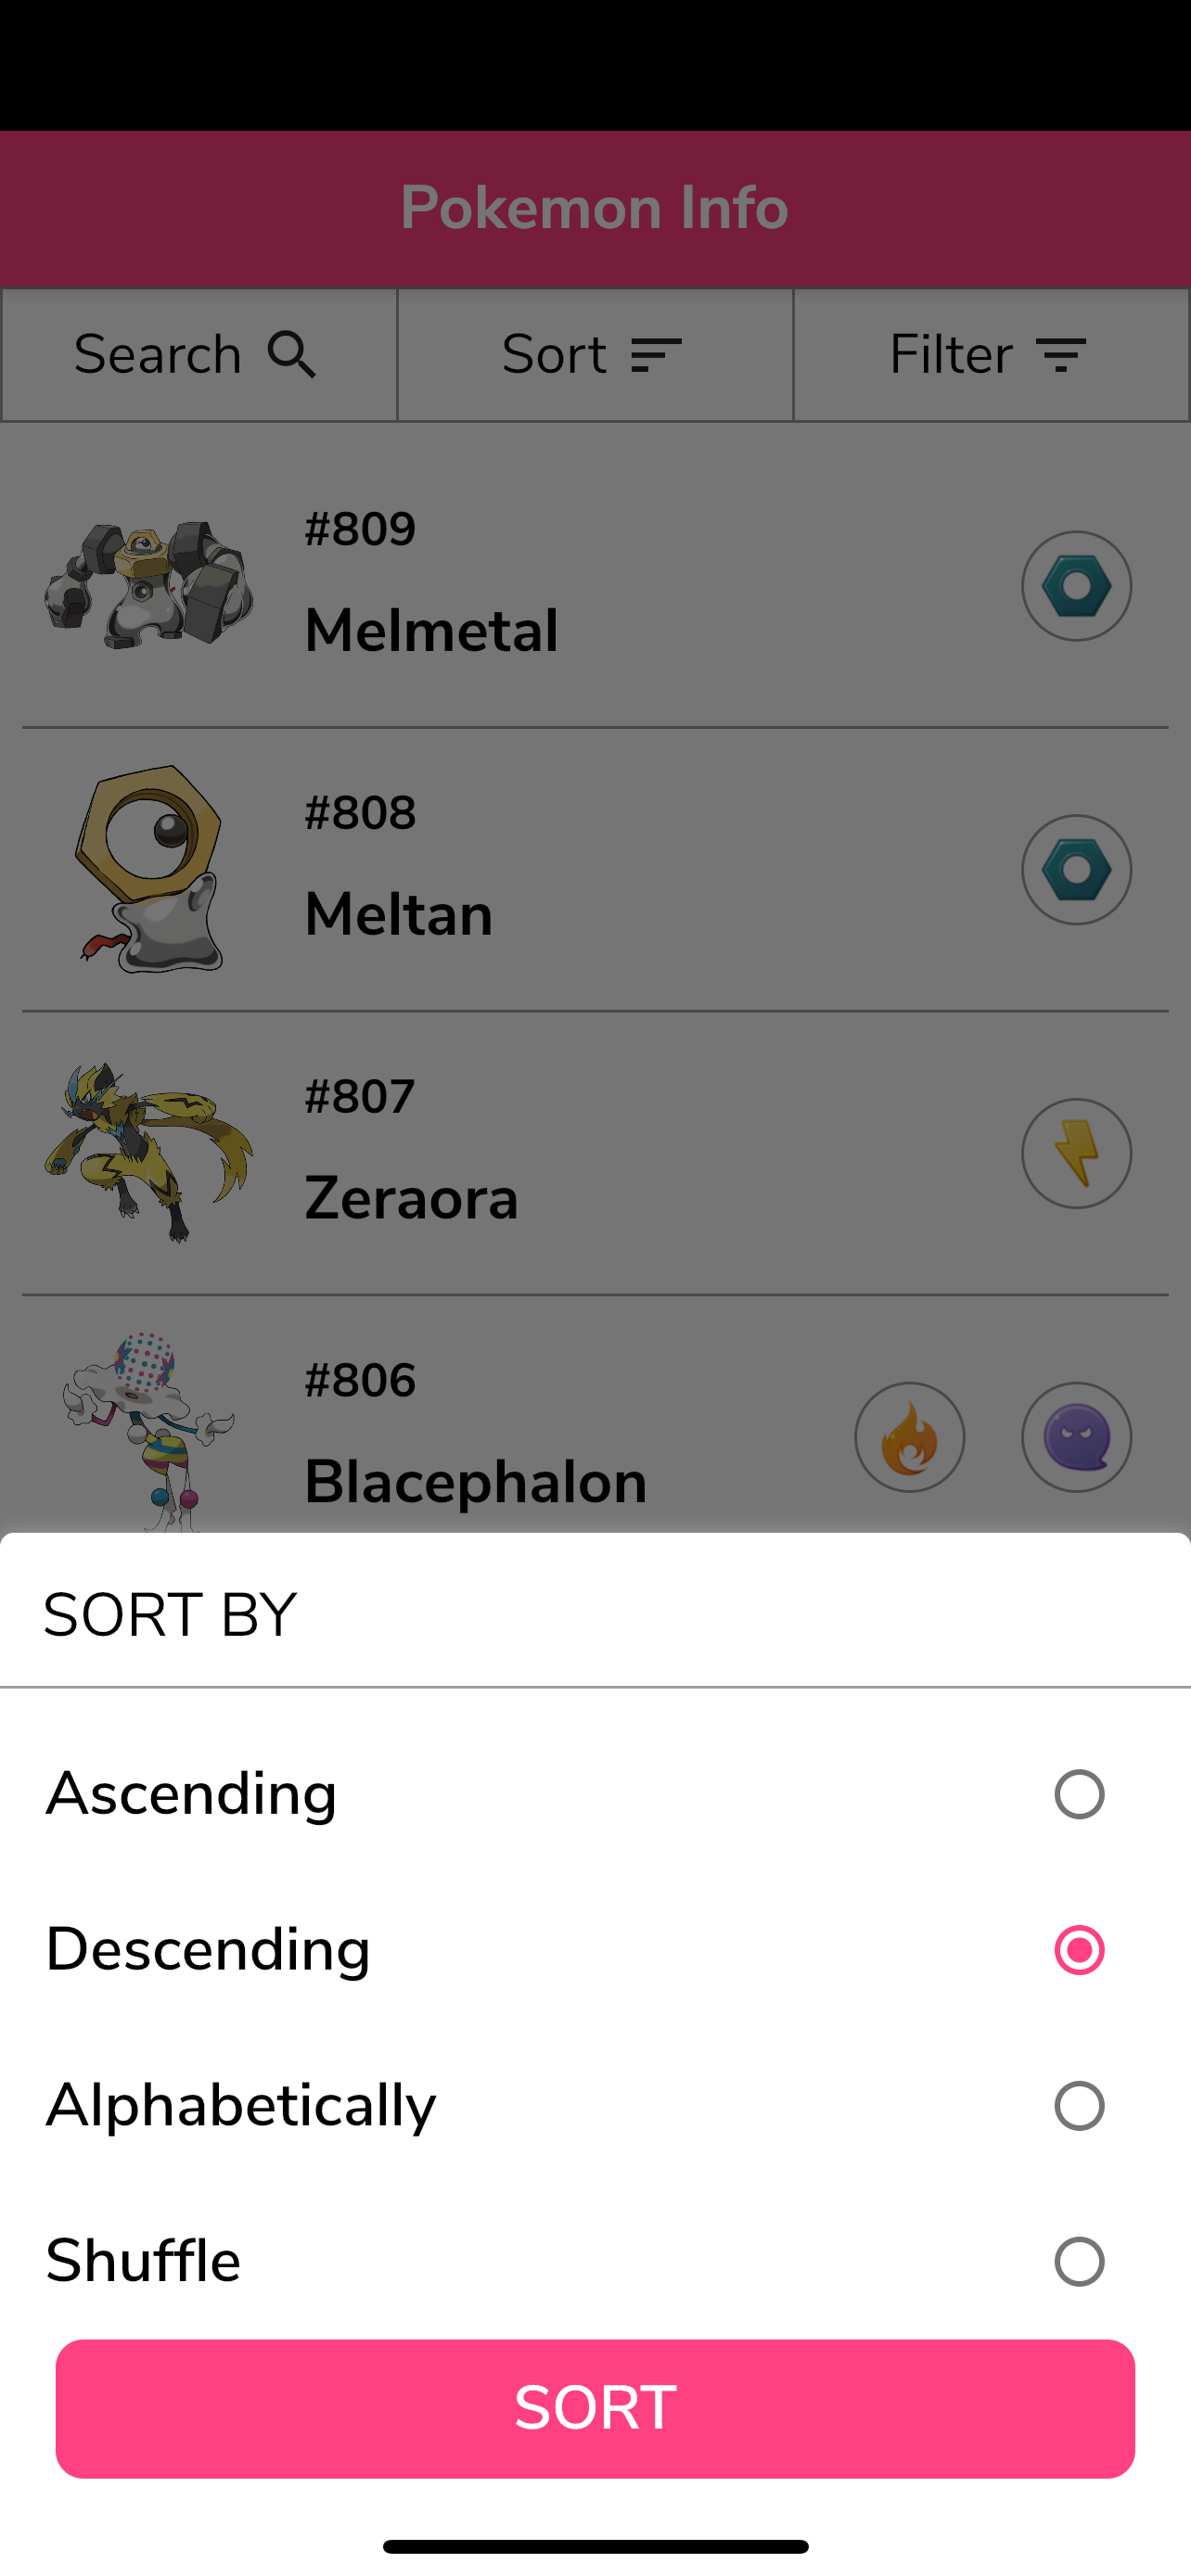 Pokemon Info
Search
Sort
Filter
#809
Melmetal
#808
Meltan
#807
Zeraora
#806
Blacephalon
SORT BY
Ascending
Descending
Alphabetically
Shuffle
SORT